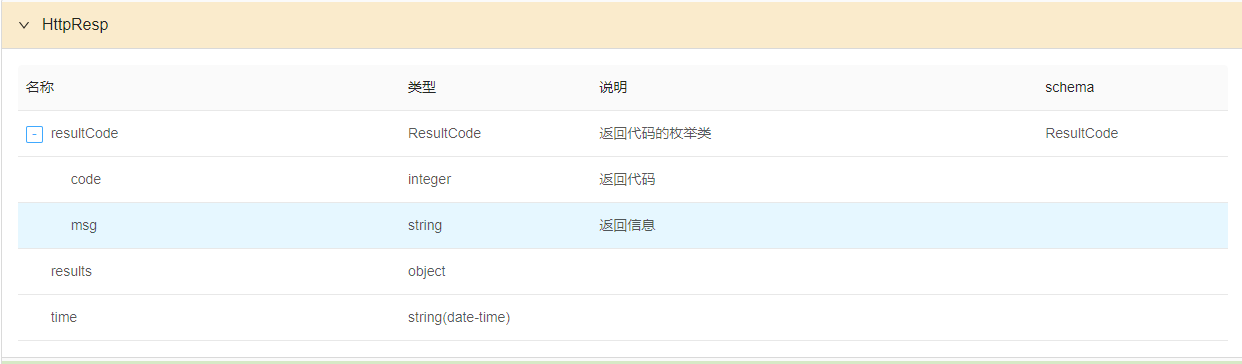 HttpResp
名称 类型 说明 schema
- resultCode ResultCode 返回代码的枚举类 ResultCode
code integer 返回代码
msg string 返回信息
results object
time string(date-time)